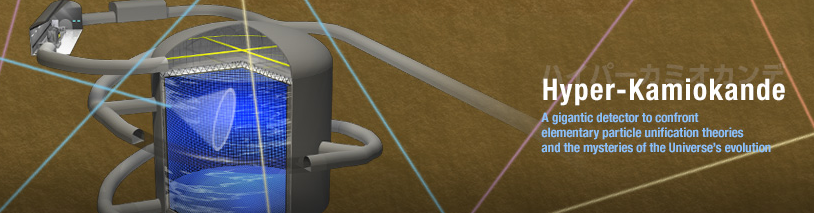 ハイパーカミオカンデ
Hyper-Kamiokande
A gigantic detector to confront
elementary particle unification theories
and the mysteries of the Universe's evolution